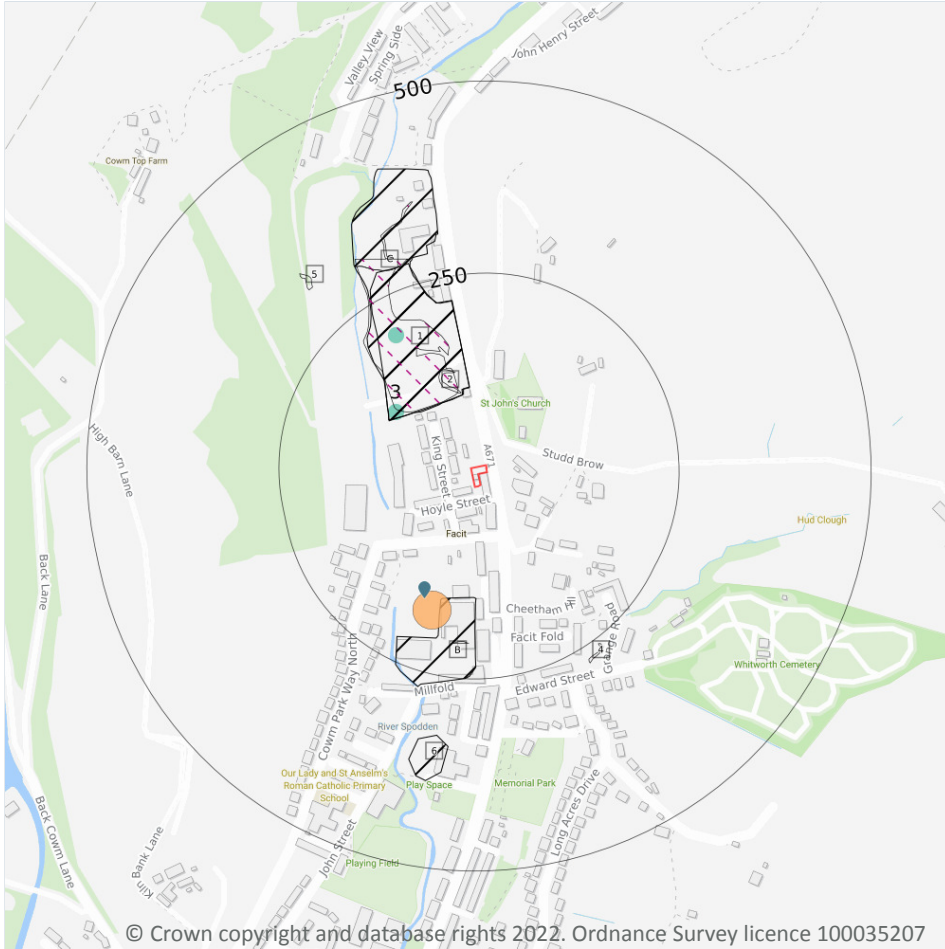 John Henry Street
Valley View
Spring Side
500
Cowm Top Farm
C
5
250
1
2
3
St John's Church
A671
King Street
Studd Brow
High Barn Lane
Hoyle Street
Hud Clough
Facit
Back Lane
Cheetham Hill
Grange Road
Facit Fold
B
4
Whitworth Cemetery
Cowm Park Way North
Edward Street
Millfold
River Spodden
6
Our Lady and St Anselm's
Roman Catholic Primary
School
Play Space
Memorial Park
Long Acres Drive
Back Cowm Lane
Kiln Bank Lane
John Street
Playing Field
© Crown copyright and database rights 2022. Ordnance Survey licence 100035207